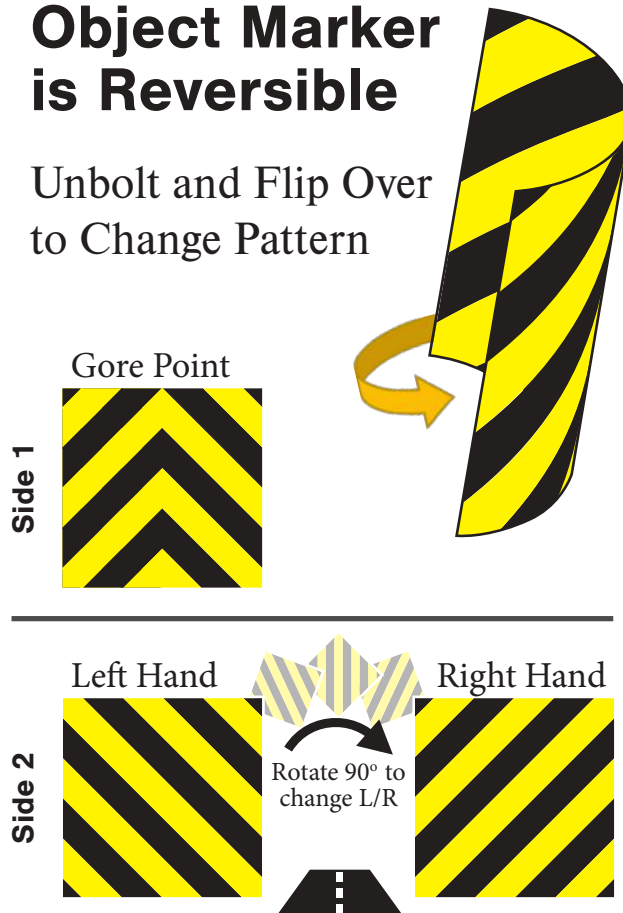 Object Marker
is Reversible
Unbolt and Flip Over
to Change Pattern
Gore Point
Side 1
Left Hand
Right Hand
Side 2
Rotate 90º to
change L/R